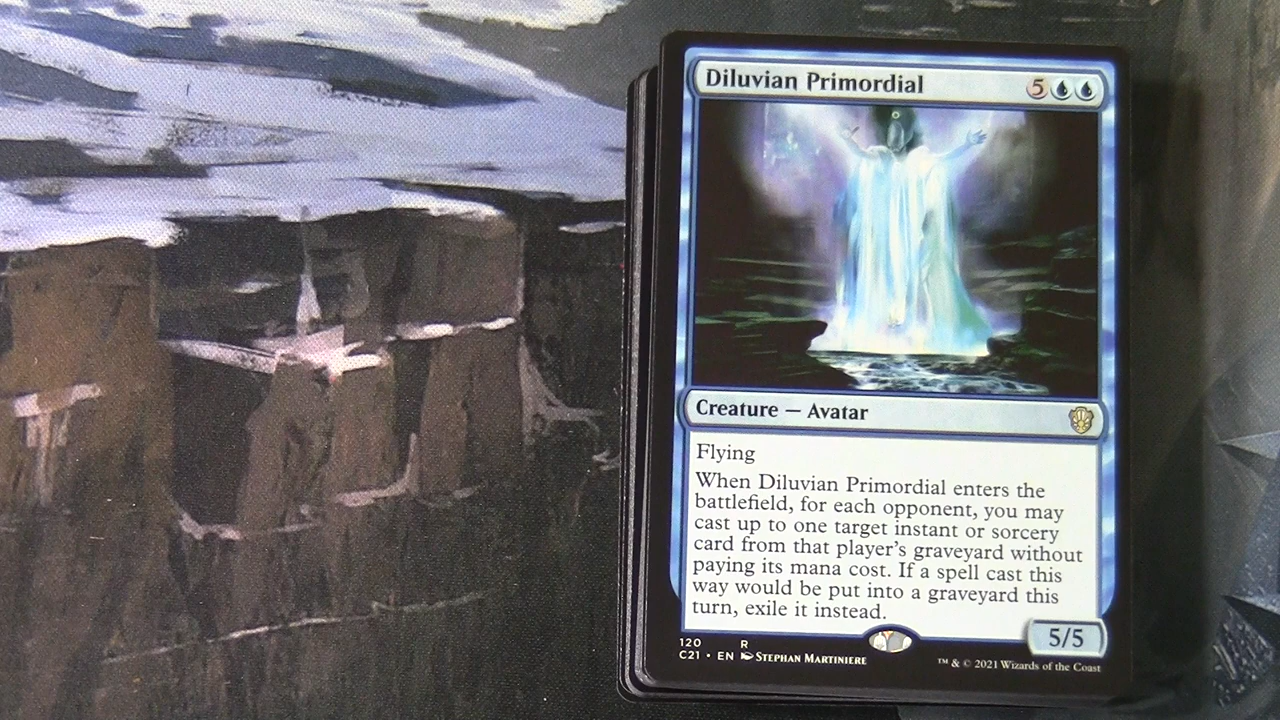 Diluvian Primordial 5
Creature — Avatar
Flying
When Diluvian Primordial enters the
battlefield, for each opponent, you may
cast up to one target instant or sorcery
card from that player's graveyard without
paying its mana cost. If a spell cast this
way would be put into a graveyard this
turn, exile it instead.
5/5
120 R
C21 • EN Stephan Martiniere
™ & © 2021 Wizards of the Coast